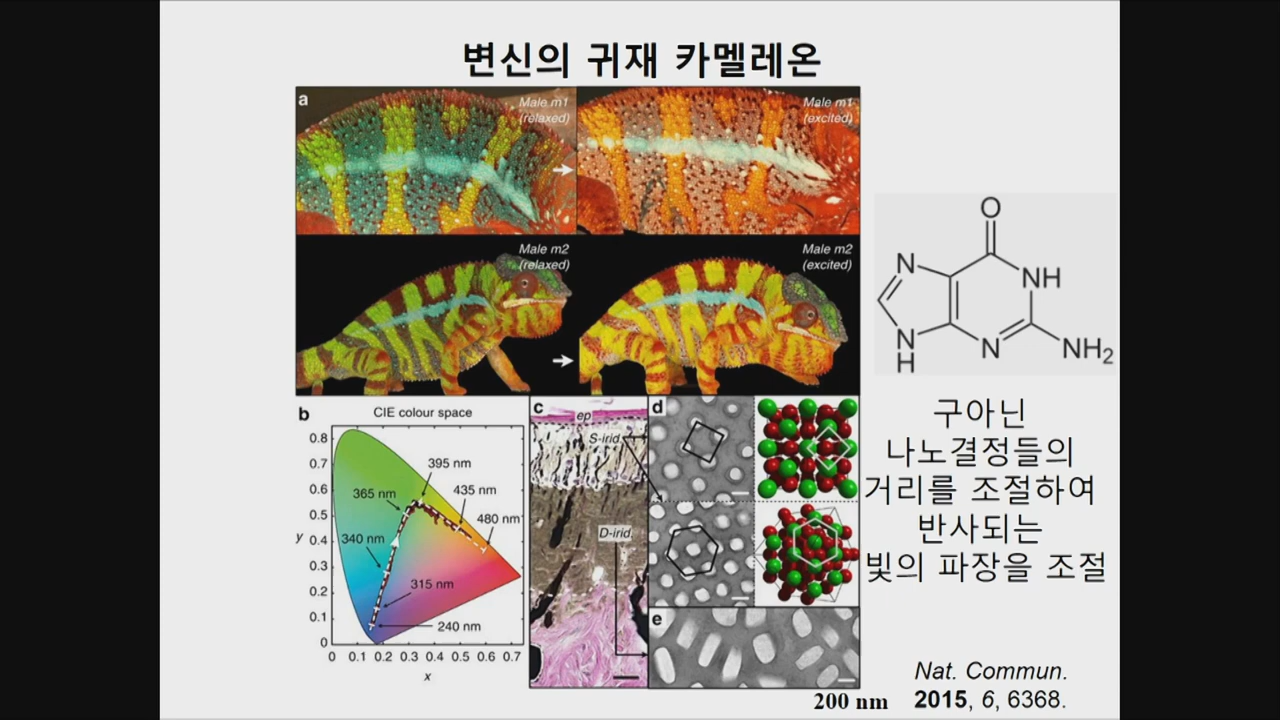 변신의 귀재 카멜레온
a
Male m1
(relaxed)
Male m1
(excited)
Male m2
(relaxed)
Male m2
(excited)
O
N
NH
N
H
N
NH₂
구아닌
나노결정들의
거리를 조절하여
반사되는
빛의 파장을 조절
b
CIE colour space
0.8
0.7
0.6
0.5
0.4
0.3
0.2
0.1
0
y
395 nm
365 nm
435 nm
480 nm
340 nm
315 nm
240 nm
0 0.1 0.2 0.3 0.4 0.5 0.6 0.7
x
c
ep
S-irid.
D-irid.
d
e
200 nm
Nat. Commun.
2015, 6, 6368.